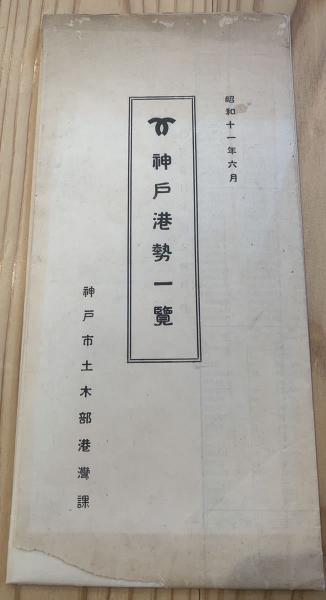 昭和十一年六月
神戸港勢一覽
神戸市土木部港灣課